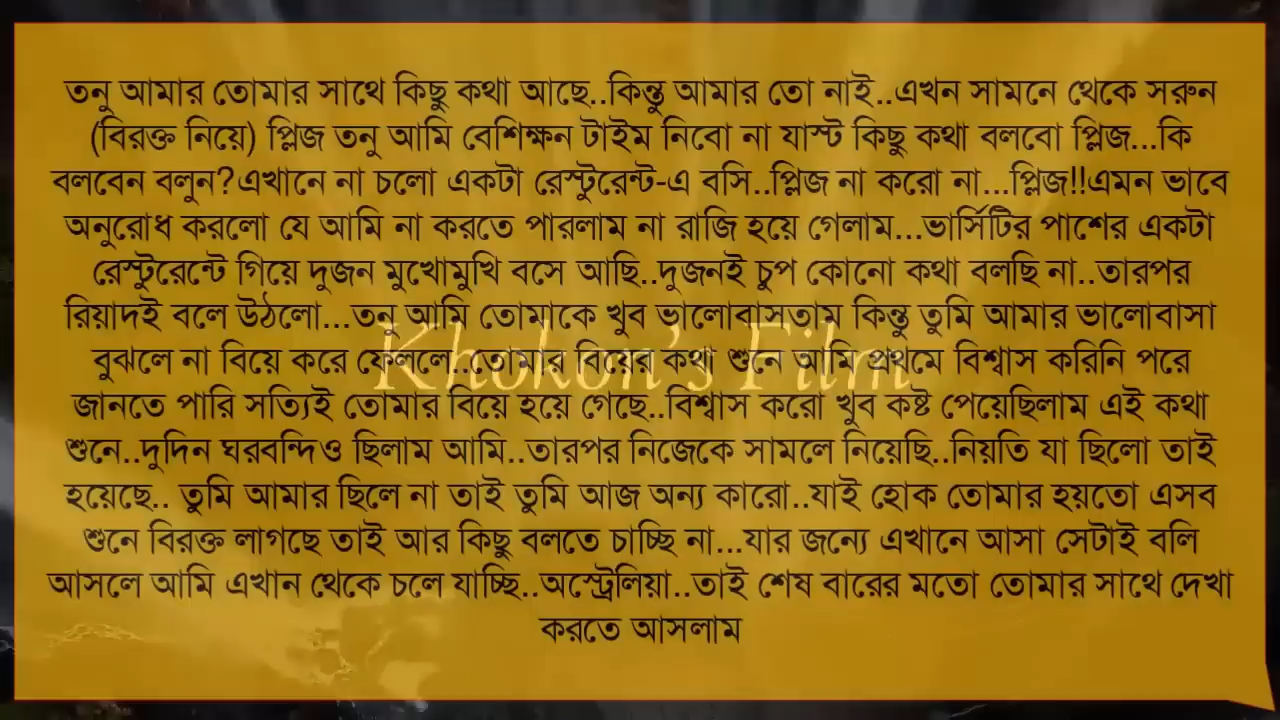 তনু আমার তোমার সাথে কিছু কথা আছে..কিন্তু আমার তো নাই..এখন সামনে থেকে সরুন
(বিরক্ত নিয়ে) প্লিজ তনু আমি বেশিক্ষন টাইম নিবো না যাস্ট কিছু কথা বলবো প্লিজ...কি
বলবেন বলুন?এখানে না চলো একটা রেস্টুরেন্ট-এ বসি..প্লিজ না করো না...প্লিজ!!এমন ভাবে
অনুরোধ করলো যে আমি না করতে পারলাম না রাজি হয়ে গেলাম...ভার্সিটির পাশের একটা
রেস্টুরেন্টে গিয়ে দুজন মুখোমুখি বসে আছি..দুজনই চুপ কোনো কথা বলছি না..তারপর
রিয়াদই বলে উঠলো...তনু আমি তোমাকে খুব ভালোবাসতাম কিন্তু তুমি আমার ভালোবাসা
বুঝলে না বিয়ে করে ফেললে..তোমার বিয়ের কথা শুনে আমি প্রথমে বিশ্বাস করিনি পরে
Khokon's Film
জানতে পারি সত্যিই তোমার বিয়ে হয়ে গেছে..বিশ্বাস করো খুব কষ্ট পেয়েছিলাম এই কথা
শুনে..দুদিন ঘরবন্দিও ছিলাম আমি..তারপর নিজেকে সামলে নিয়েছি..নিয়তি যা ছিলো তাই
হয়েছে.. তুমি আমার ছিলে না তাই তুমি আজ অন্য কারো..যাই হোক তোমার হয়তো এসব
শুনে বিরক্ত লাগছে তাই আর কিছু বলতে চাচ্ছি না...যার জন্যে এখানে আসা সেটাই বলি
আসলে আমি এখান থেকে চলে যাচ্ছি..অস্ট্রেলিয়া..তাই শেষ বারের মতো তোমার সাথে দেখা
করতে আসলাম